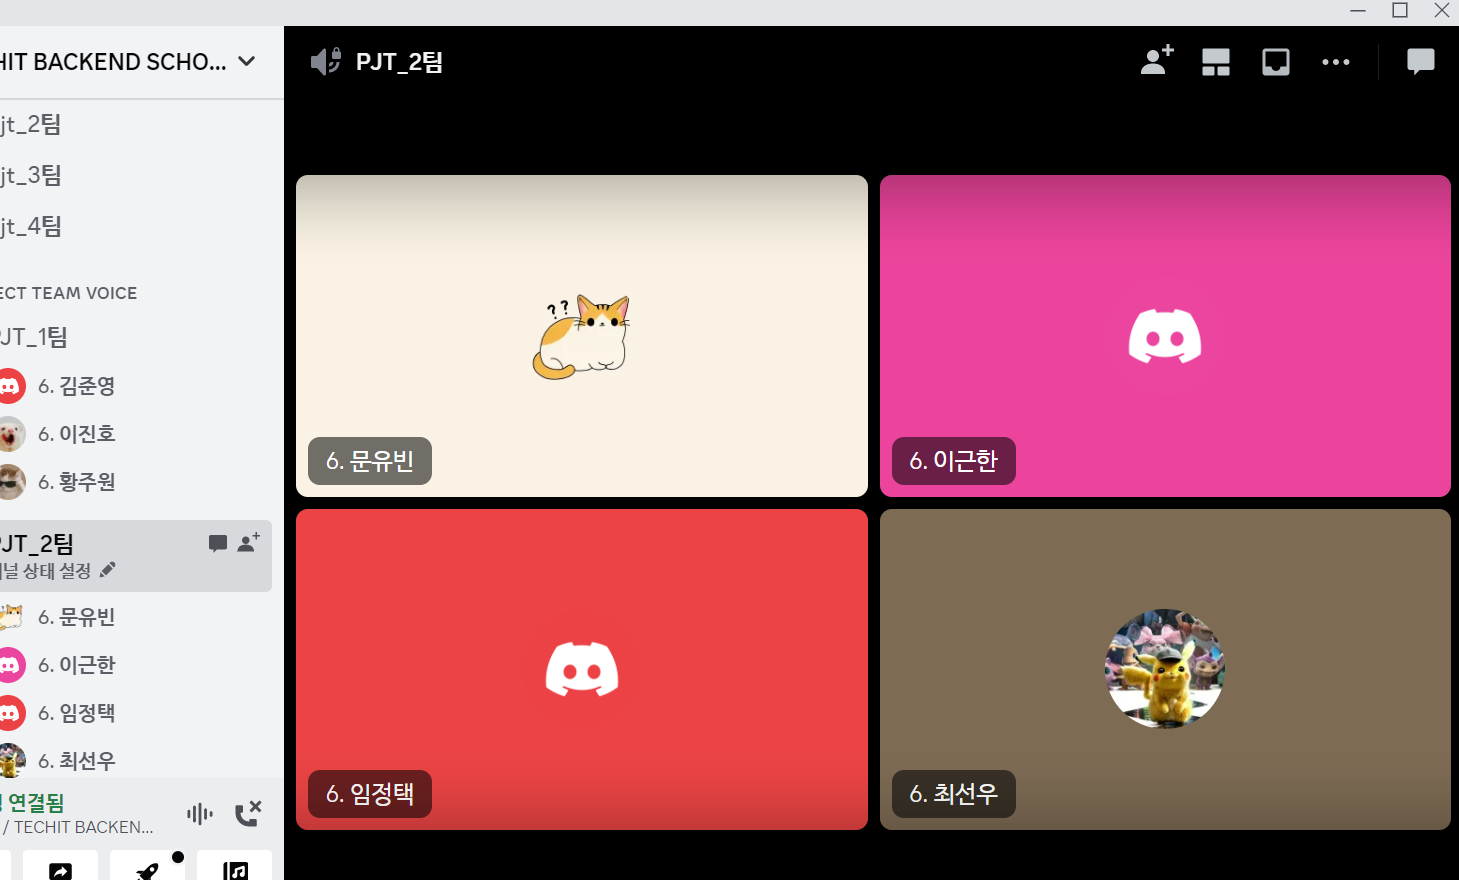 HIT BACKEND SCHO...
jt_2팀
jt_3팀
jt_4팀
ECT TEAM VOICE
PJT_1팀
6. 김준영
6. 이진호
6. 황주원
PJT_2팀
널 상태 설정
6. 문유빈
6. 이근한
6. 임정택
6. 최선우
연결됨
/ TECHIT BACKEN...
PJT_2팀
? ?
6. 문유빈
6. 이근한
6. 임정택
6. 최선우